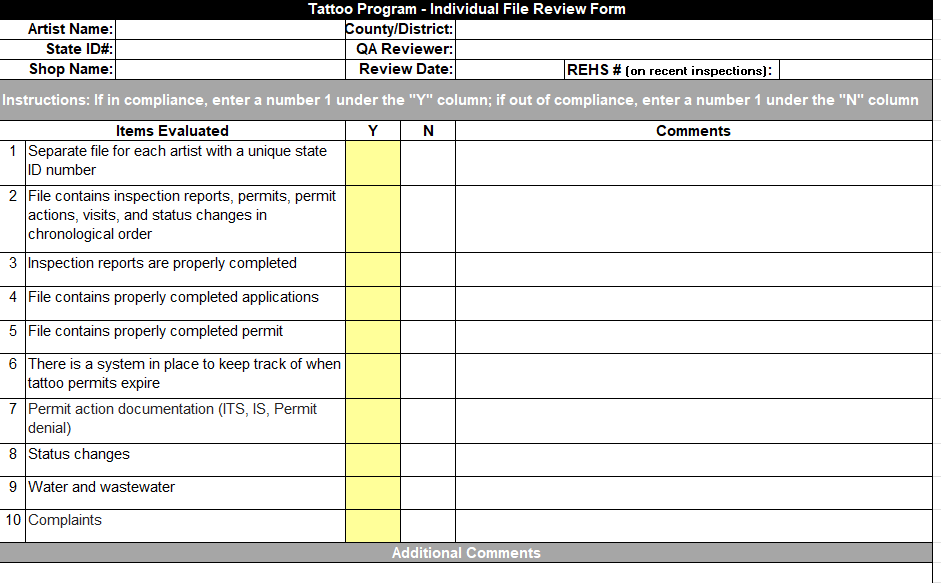 Tattoo Program - Individual File Review Form
Artist Name: County/District:
State ID#: QA Reviewer:
Shop Name: Review Date: REHS # (on recent inspections):
Instructions: If in compliance, enter a number 1 under the "Y" column; if out of compliance, enter a number 1 under the "N" column
Items Evaluated Y N Comments
1 Separate file for each artist with a unique state
ID number
2 File contains inspection reports, permits, permit
actions, visits, and status changes in
chronological order
3 Inspection reports are properly completed
4 File contains properly completed applications
5 File contains properly completed permit
6 There is a system in place to keep track of when
tattoo permits expire
7 Permit action documentation (ITS, IS, Permit
denial)
8 Status changes
9 Water and wastewater
10 Complaints
Additional Comments